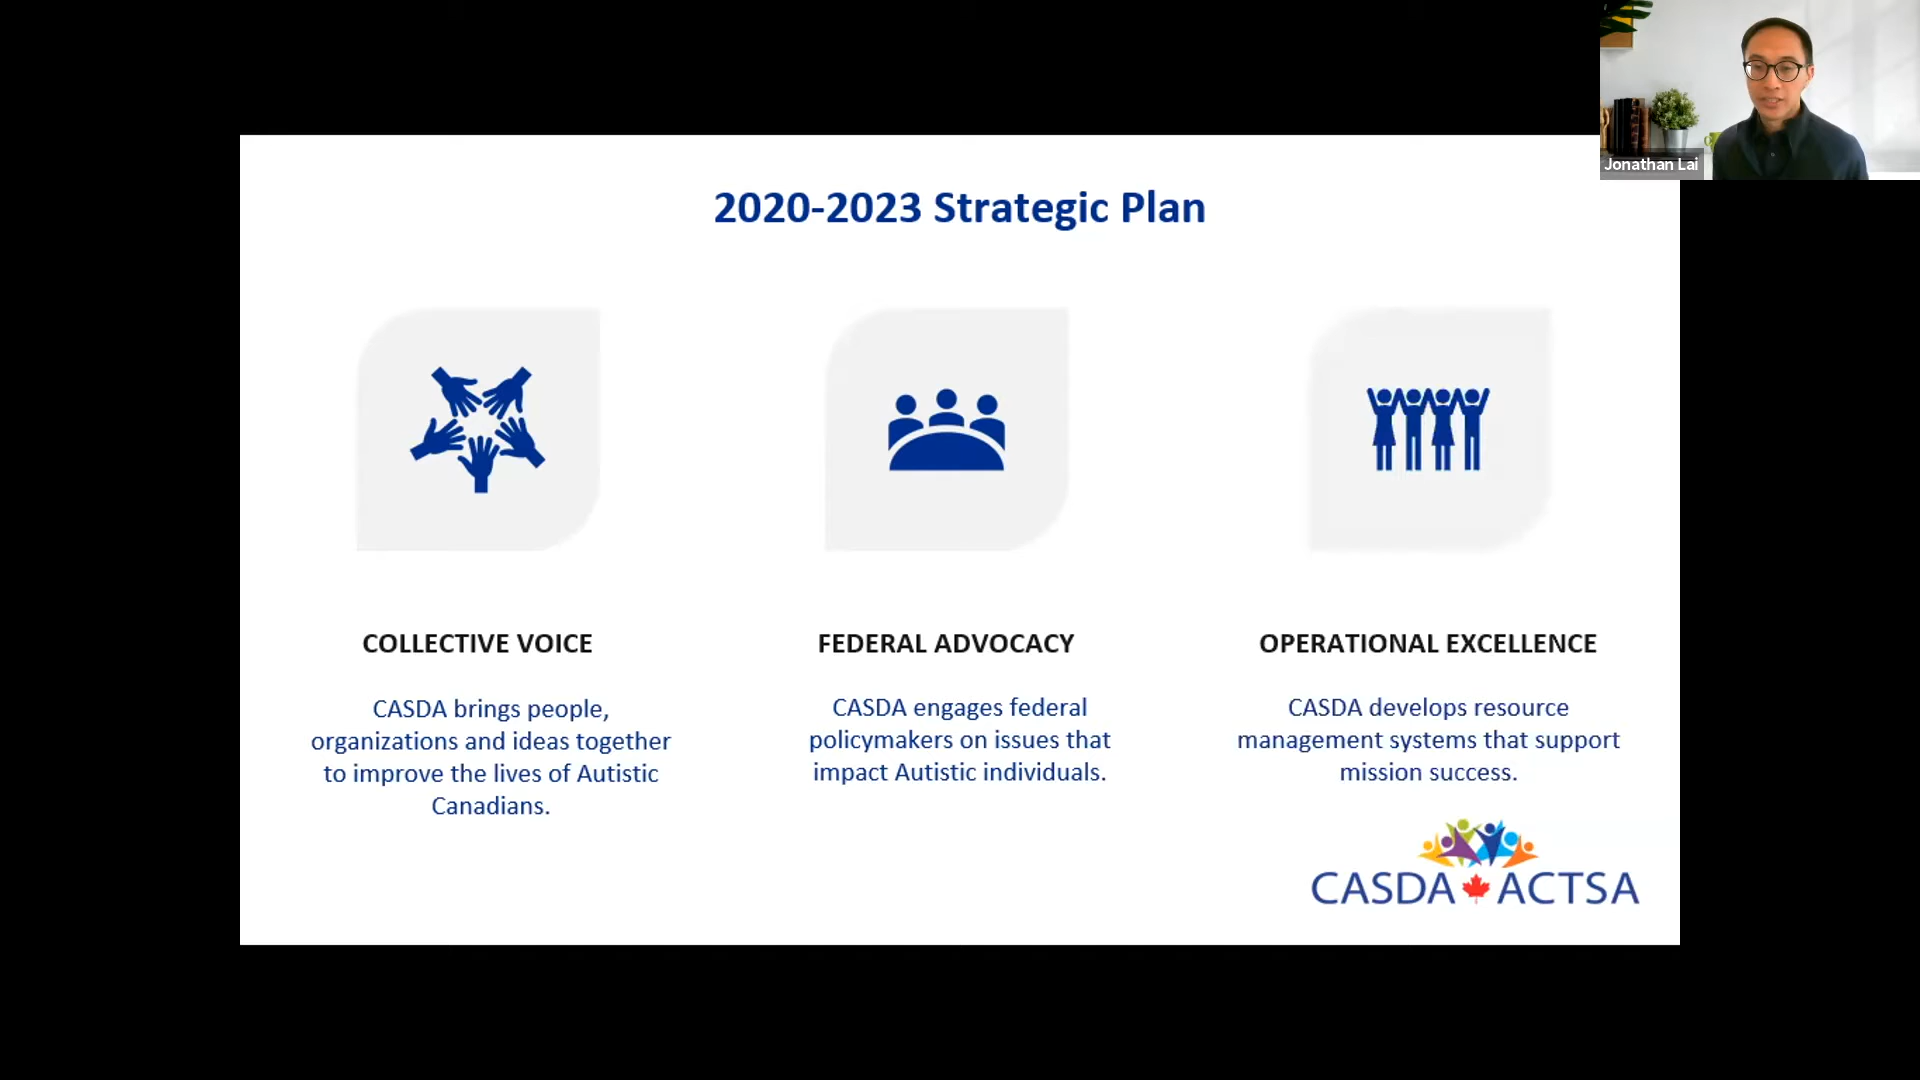 Jonathan Lai
2020-2023 Strategic Plan
COLLECTIVE VOICE
CASDA brings people,
organizations and ideas together
to improve the lives of Autistic
Canadians.
FEDERAL ADVOCACY
CASDA engages federal
policymakers on issues that
impact Autistic individuals.
OPERATIONAL EXCELLENCE
CASDA develops resource
management systems that support
mission success.
CASDA ACTSA